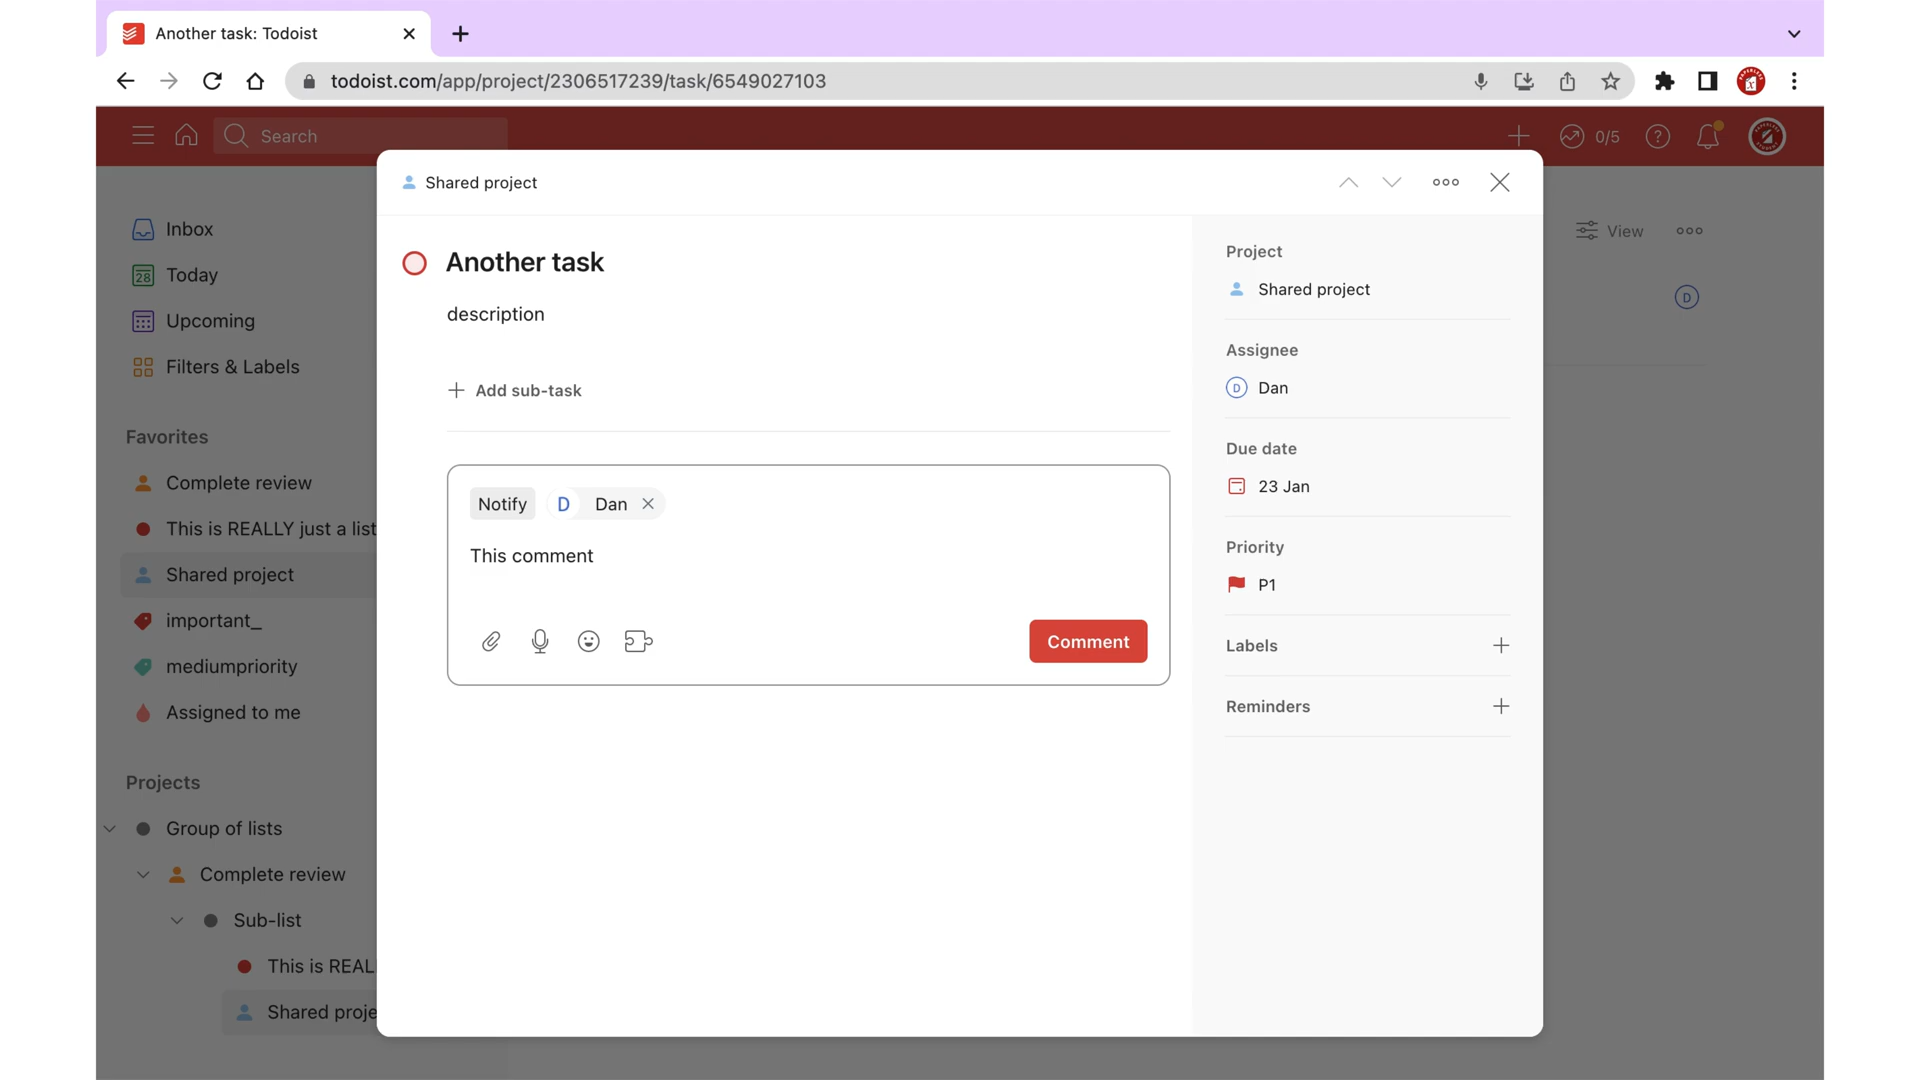 Another task: Todoist
todoist.com/app/project/2306517239/task/6549027103
Search
0/5
Shared project
Inbox
28
Today
Upcoming
Filters & Labels
Favorites
Complete review
This is REALLY just a list
Shared project
important_
mediumpriority
Assigned to me
Projects
Group of lists
Complete review
Sub-list
This is REAL
Shared proje
Another task
description
Add sub-task
Notify D Dan
This comment
Comment
Project
Shared project
Assignee
D Dan
Due date
23 Jan
Priority
P1
Labels
Reminders
View
D